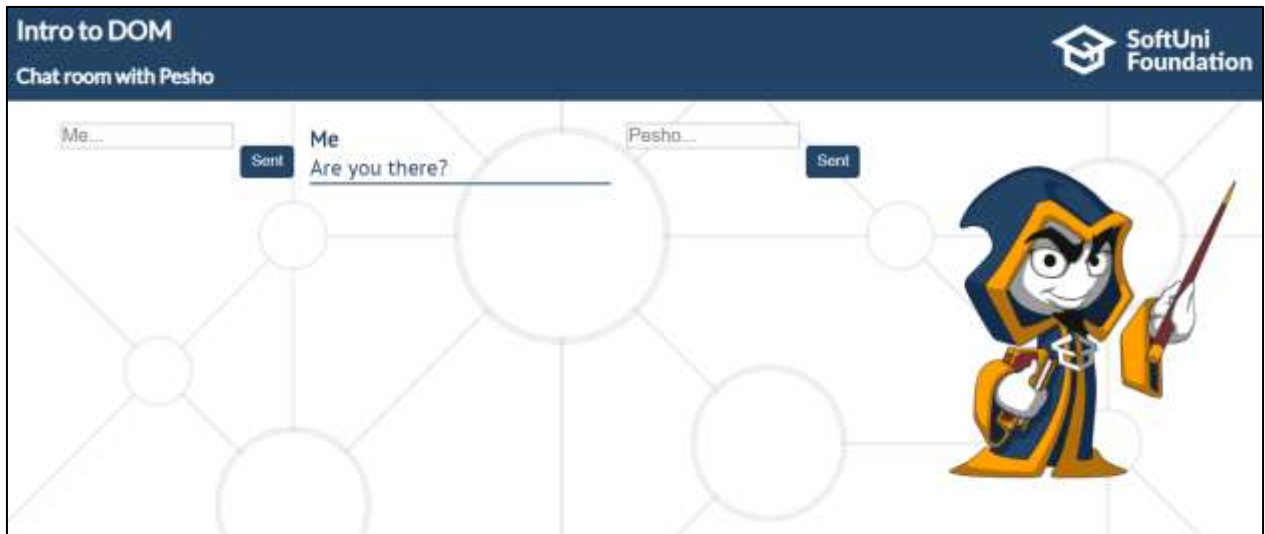 Intro to DOM
Chat room with Pesho
SoftUni
Foundation
Me...
Sent
Me
Are you there?
Pesho...
Sent